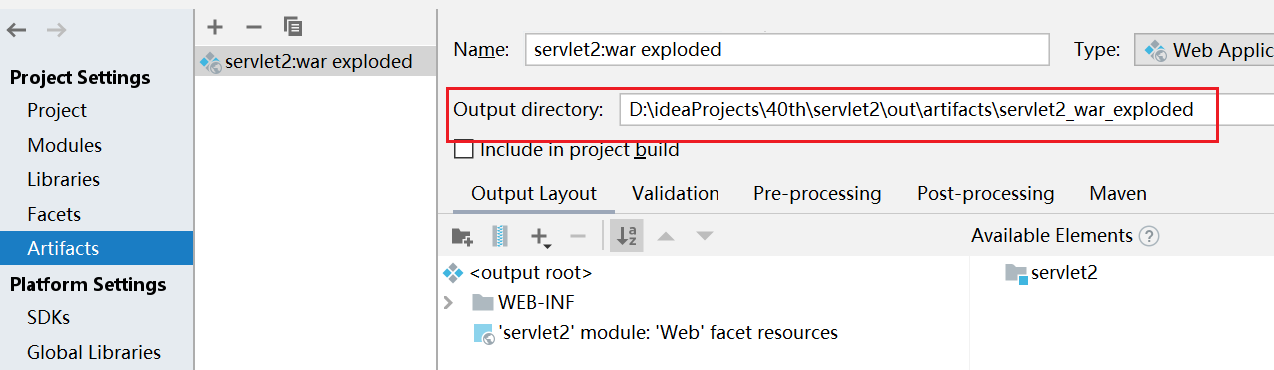 Project Settings
Project
Modules
Libraries
Facets
Artifacts
Platform Settings
SDKs
Global Libraries
servlet2:war exploded
Name: servlet2:war exploded Type: Web Applic
Output directory: D:\ideaProjects\40th\servlet2\out\artifacts\servlet2_war_exploded
Include in project build
Output Layout Validation Pre-processing Post-processing Maven
a
z
Available Elements ?
<output root>
servlet2
WEB-INF
'servlet2' module: 'Web' facet resources